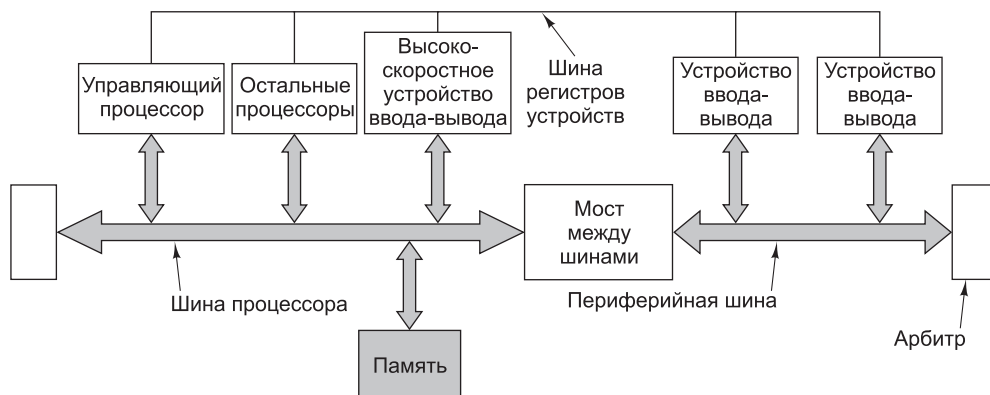 Управляющий
процессор
Остальные
процессоры
Высоко-
скоростное
устройство
ввода-вывода
Шина
регистров
устройств
Устройство
ввода-
вывода
Устройство
ввода-
вывода
Мост
между
шинами
Шина процессора
Периферийная шина
Память
Арбитр